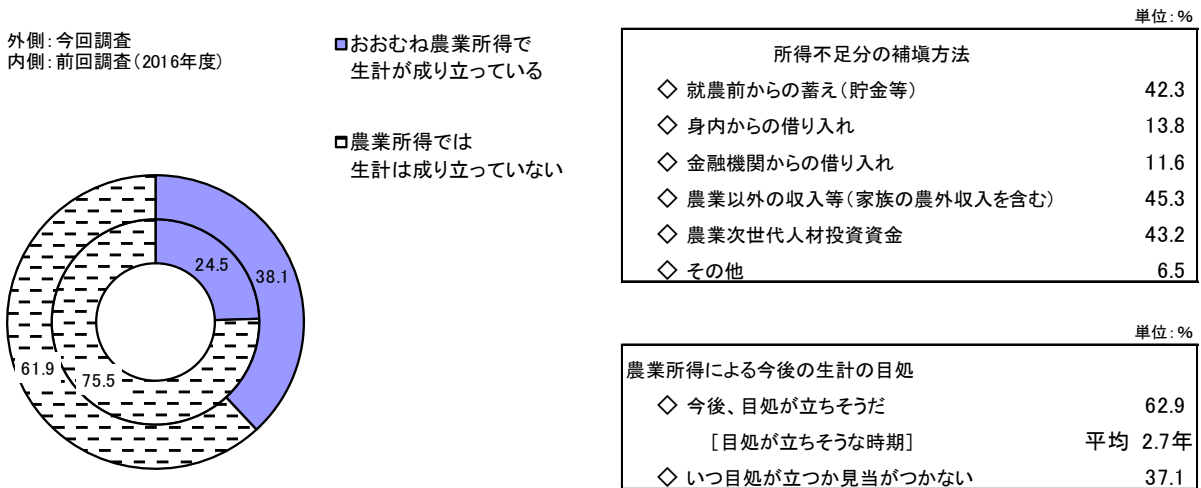 外側：今回調査
内側：前回調査（2016年度）
■おおむね農業所得で
生計が成り立っている
農業所得では
生計は成り立っていない
24.5
38.1
61.9
75.5
単位：%
所得不足分の補塡方法
◇ 就農前からの蓄え（貯金等） 42.3
◇ 身内からの借り入れ 13.8
◇ 金融機関からの借り入れ 11.6
◇ 農業以外の収入等（家族の農外収入を含む） 45.3
◇ 農業次世代人材投資資金 43.2
◇ その他 6.5
単位：%
農業所得による今後の生計の目処
◇ 今後、目処が立ちそうだ 62.9
［目処が立ちそうな時期］ 平均 2.7年
◇ いつ目処が立つか見当がつかない 37.1